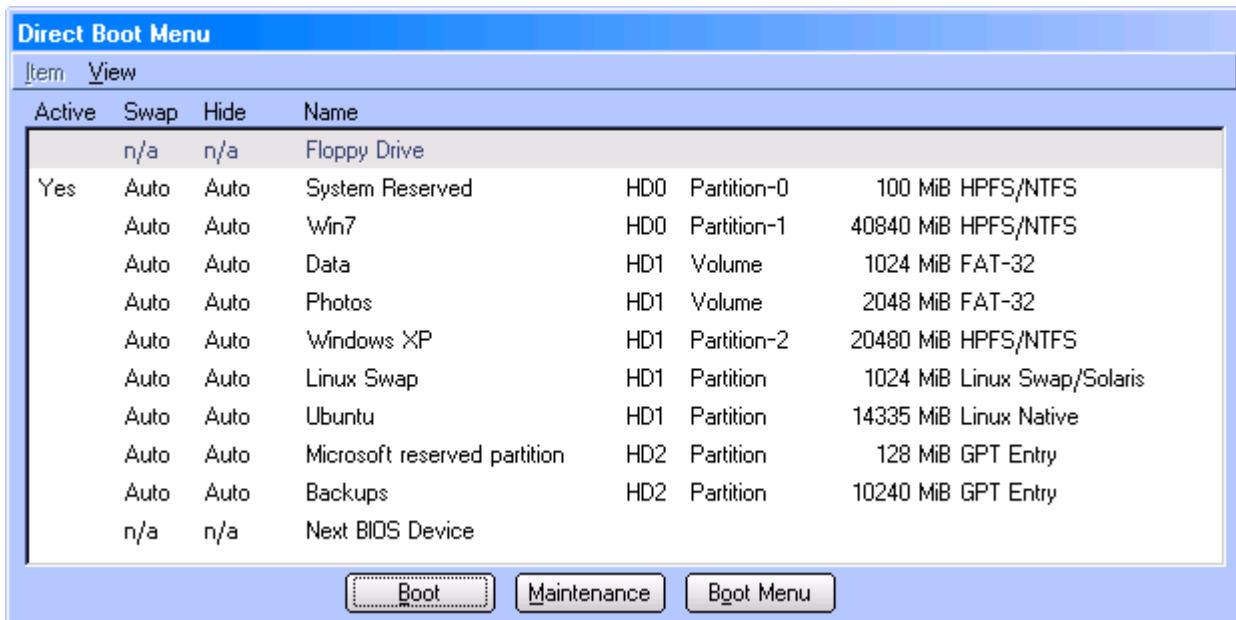 Direct Boot Menu
Item View
Active Swap Hide Name
n/a n/a Floppy Drive
Yes Auto Auto System Reserved HD0 Partition-0 100 MiB HPFS/NTFS
Auto Auto Win7 HD0 Partition-1 40840 MiB HPFS/NTFS
Auto Auto Data HD1 Volume 1024 MiB FAT-32
Auto Auto Photos HD1 Volume 2048 MiB FAT-32
Auto Auto Windows XP HD1 Partition-2 20480 MiB HPFS/NTFS
Auto Auto Linux Swap HD1 Partition 1024 MiB Linux Swap/Solaris
Auto Auto Ubuntu HD1 Partition 14335 MiB Linux Native
Auto Auto Microsoft reserved partition HD2 Partition 128 MiB GPT Entry
Auto Auto Backups HD2 Partition 10240 MiB GPT Entry
n/a n/a Next BIOS Device
Boot Maintenance Boot Menu